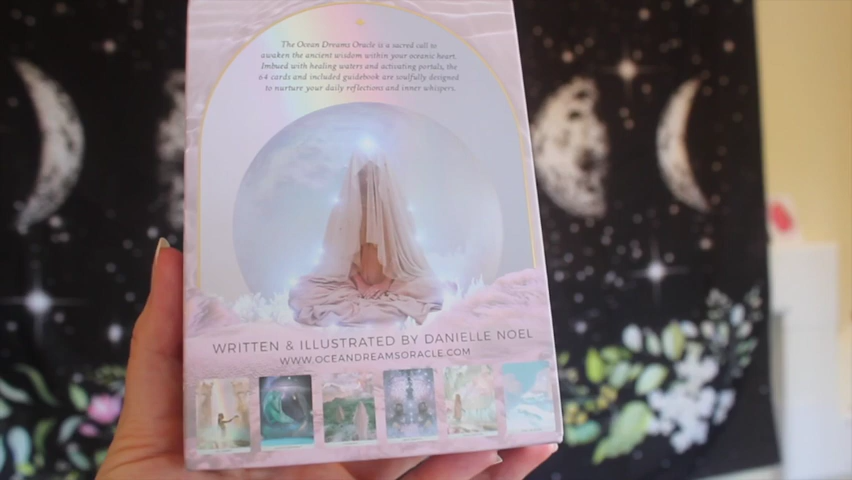 The Ocean Dreams Oracle is a sacred call to
awaken the ancient wisdom within your oceanic heart.
Imbued with healing waters and activating portals, the
64 cards and included guidebook are soulfully designed
to nurture your daily reflections and inner whispers.
WRITTEN & ILLUSTRATED BY DANIELLE NOEL
WWW.OCEANDREAMSORACLE.COM